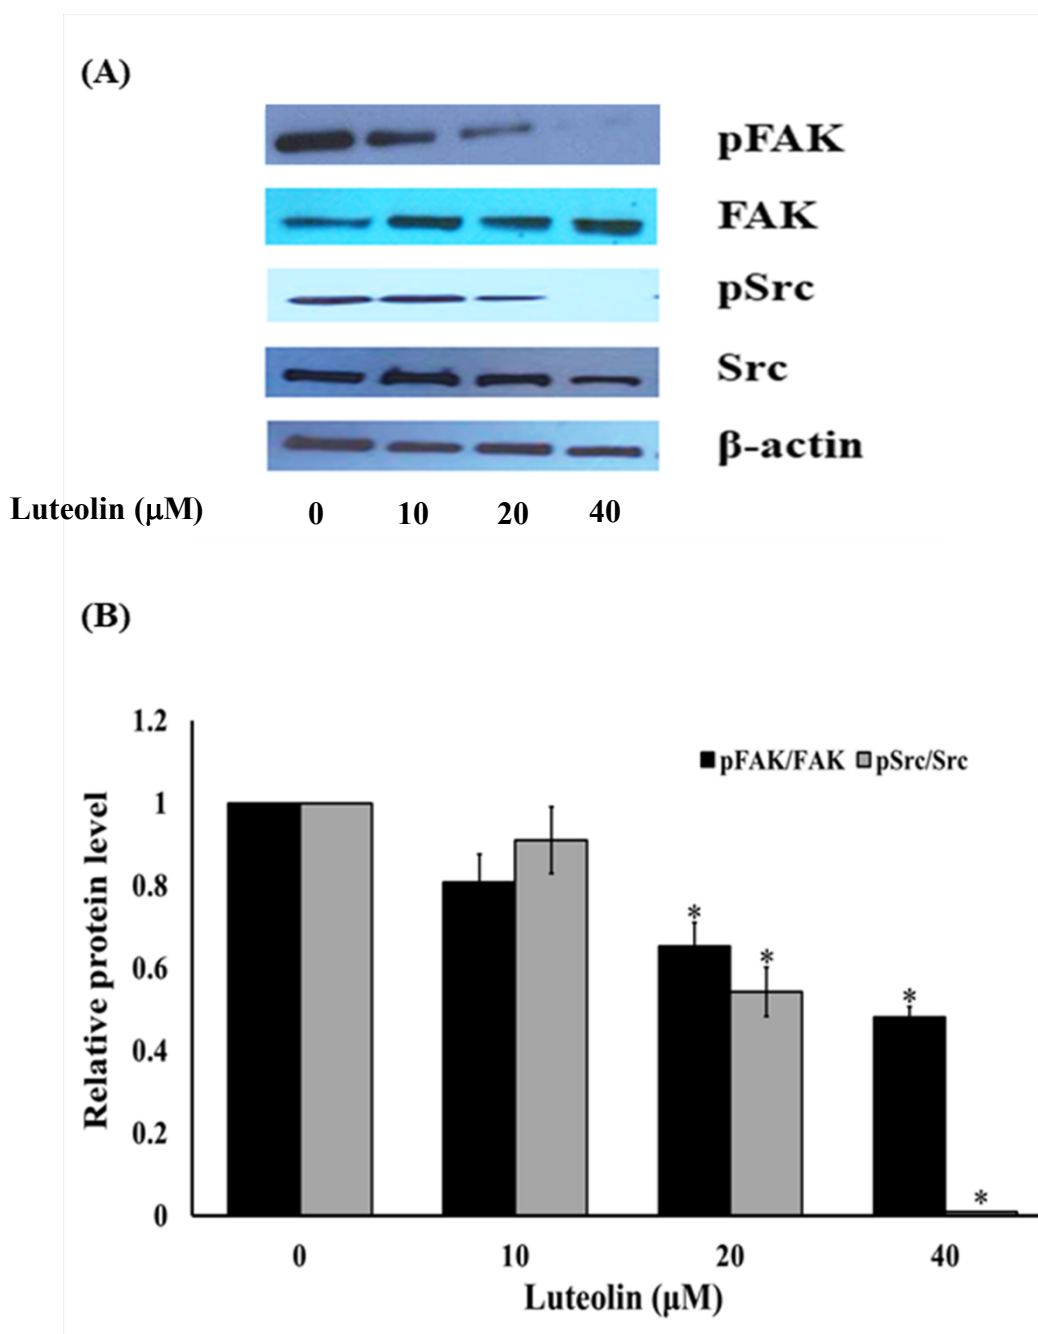 (A)
pFAK
FAK
pSrc
Src
β-actin
Luteolin (μM) 0 10 20 40
(B)
1.2
1
0.8
0.6
0.4
0.2
0
Relative protein level
pFAK/FAK pSrc/Src
*
*
*
*
0 10 20 40
Luteolin (μM)